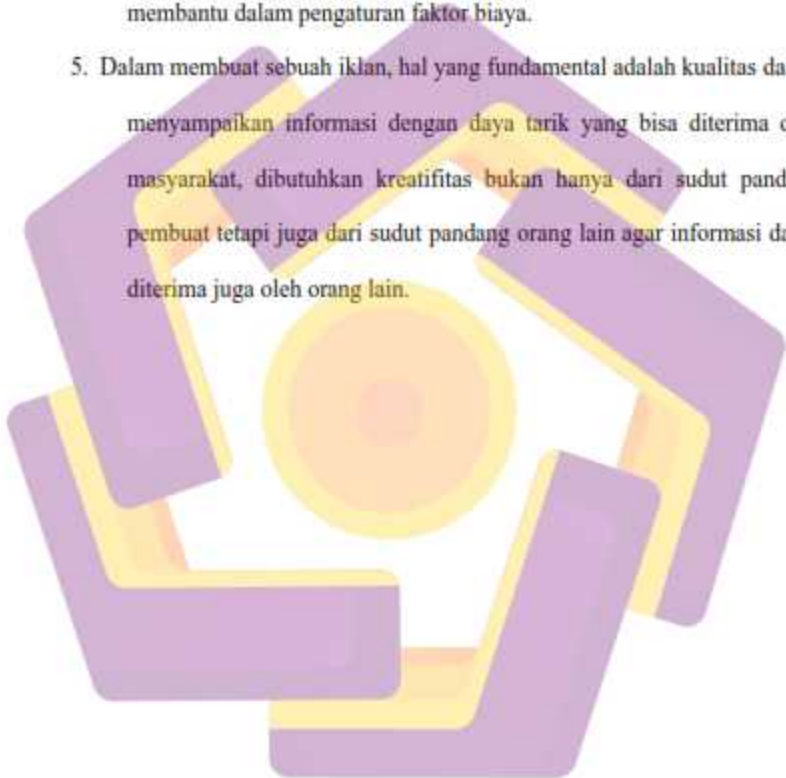 membantu dalam pengaturan faktor biaya.
5. Dalam membuat sebuah iklan, hal yang fundamental adalah kualitas da
menyampaikan informasi dengan daya tarik yang bisa diterima
masyarakat, dibutuhkan kreatifitas bukan hanya dari sudut pand
pembuat tetapi juga dari sudut pandang orang lain agar informasi da
diterima juga oleh orang lain.